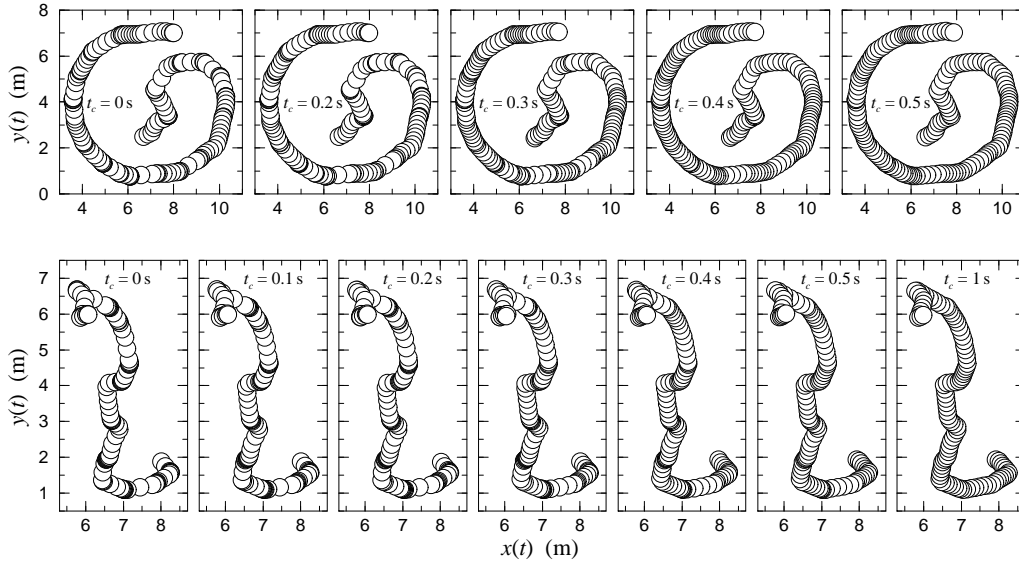 8
6
4
2
0
y(t) (m)
t_c = 0 s
t_c = 0.2 s
t_c = 0.3 s
t_c = 0.4 s
t_c = 0.5 s
4 6 8 10 4 6 8 10 4 6 8 10 4 6 8 10 4 6 8 10
7
6
5
4
3
2
1
y(t) (m)
t_c = 0 s
t_c = 0.1 s
t_c = 0.2 s
t_c = 0.3 s
t_c = 0.4 s
t_c = 0.5 s
t_c = 1 s
6 7 8 6 7 8 6 7 8 6 7 8 6 7 8 6 7 8 6 7 8
x(t) (m)